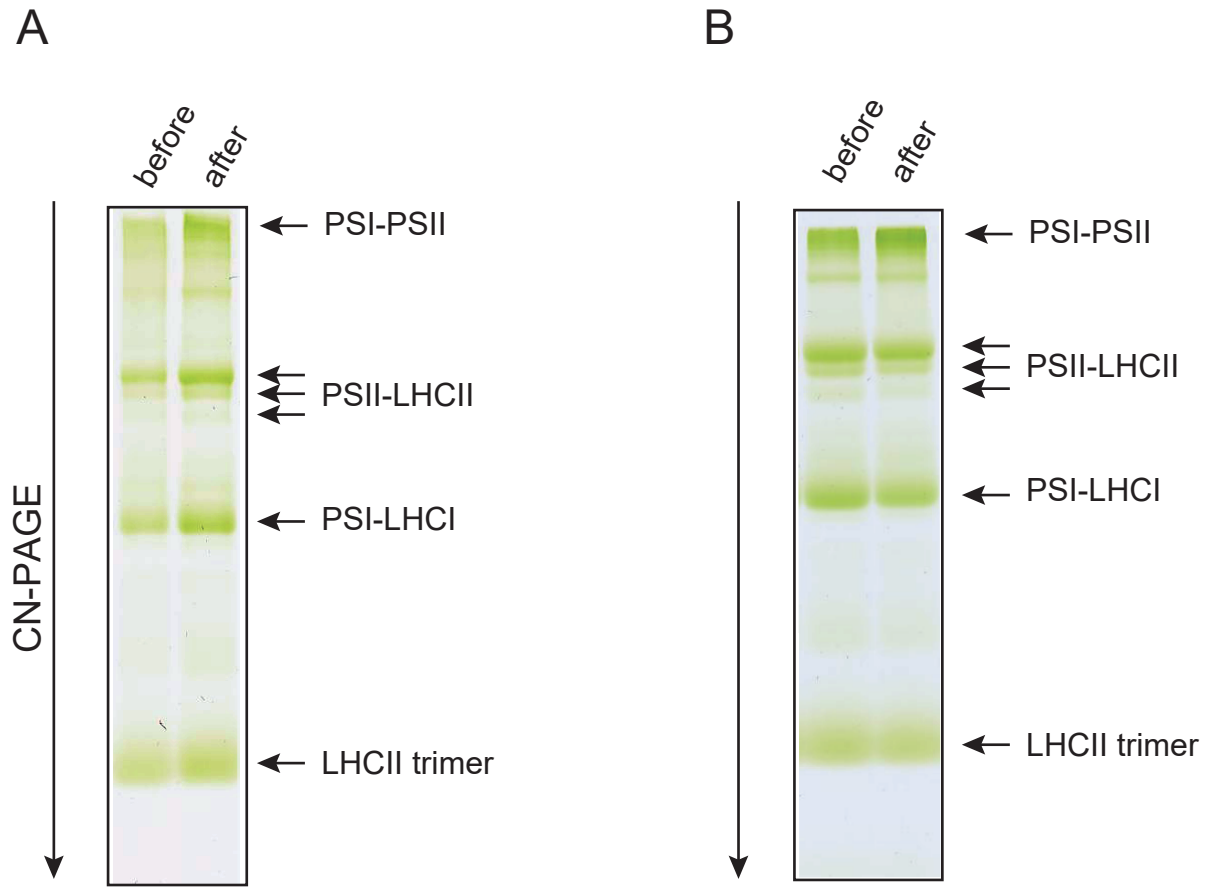 A
before
after
PSI-PSII
PSII-LHCII
PSI-LHCI
LHCII trimer
CN-PAGE
B
before
after
PSI-PSII
PSII-LHCII
PSI-LHCI
LHCII trimer